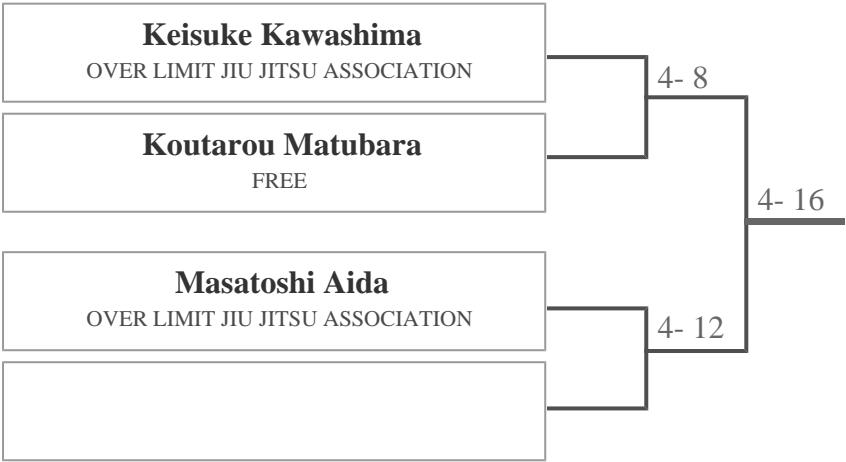 Keisuke Kawashima
OVER LIMIT JIU JITSU ASSOCIATION
4- 8
Koutarou Matubara
FREE
4- 16
Masatoshi Aida
OVER LIMIT JIU JITSU ASSOCIATION
4- 12